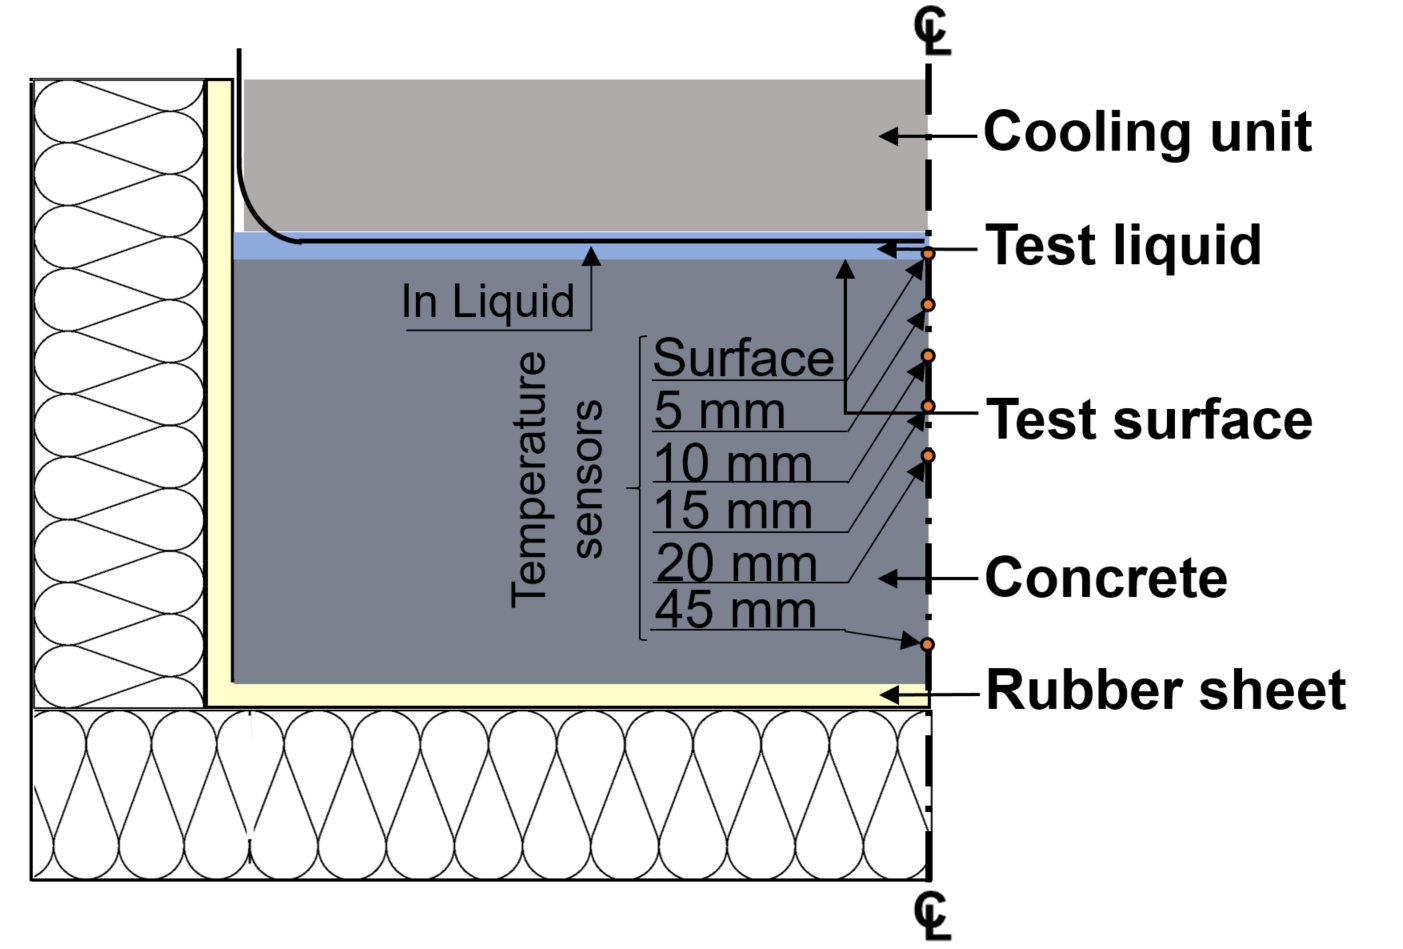 ℄
Cooling unit
Test liquid
In Liquid
Temperature
sensors
Surface
5 mm
10 mm
15 mm
20 mm
45 mm
Test surface
Concrete
Rubber sheet
℄